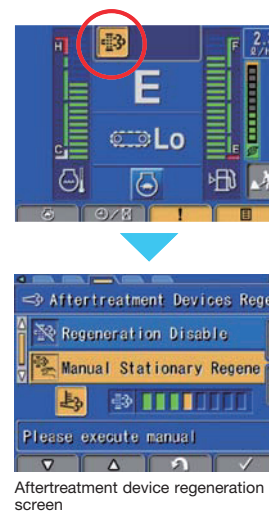 H
F
2.
ℓ/h
E
Lo
C
E
!
Aftertreatment Devices Rege
Regeneration Disable
Manual Stationary Regene
Please execute manual
Aftertreatment device regeneration
screen